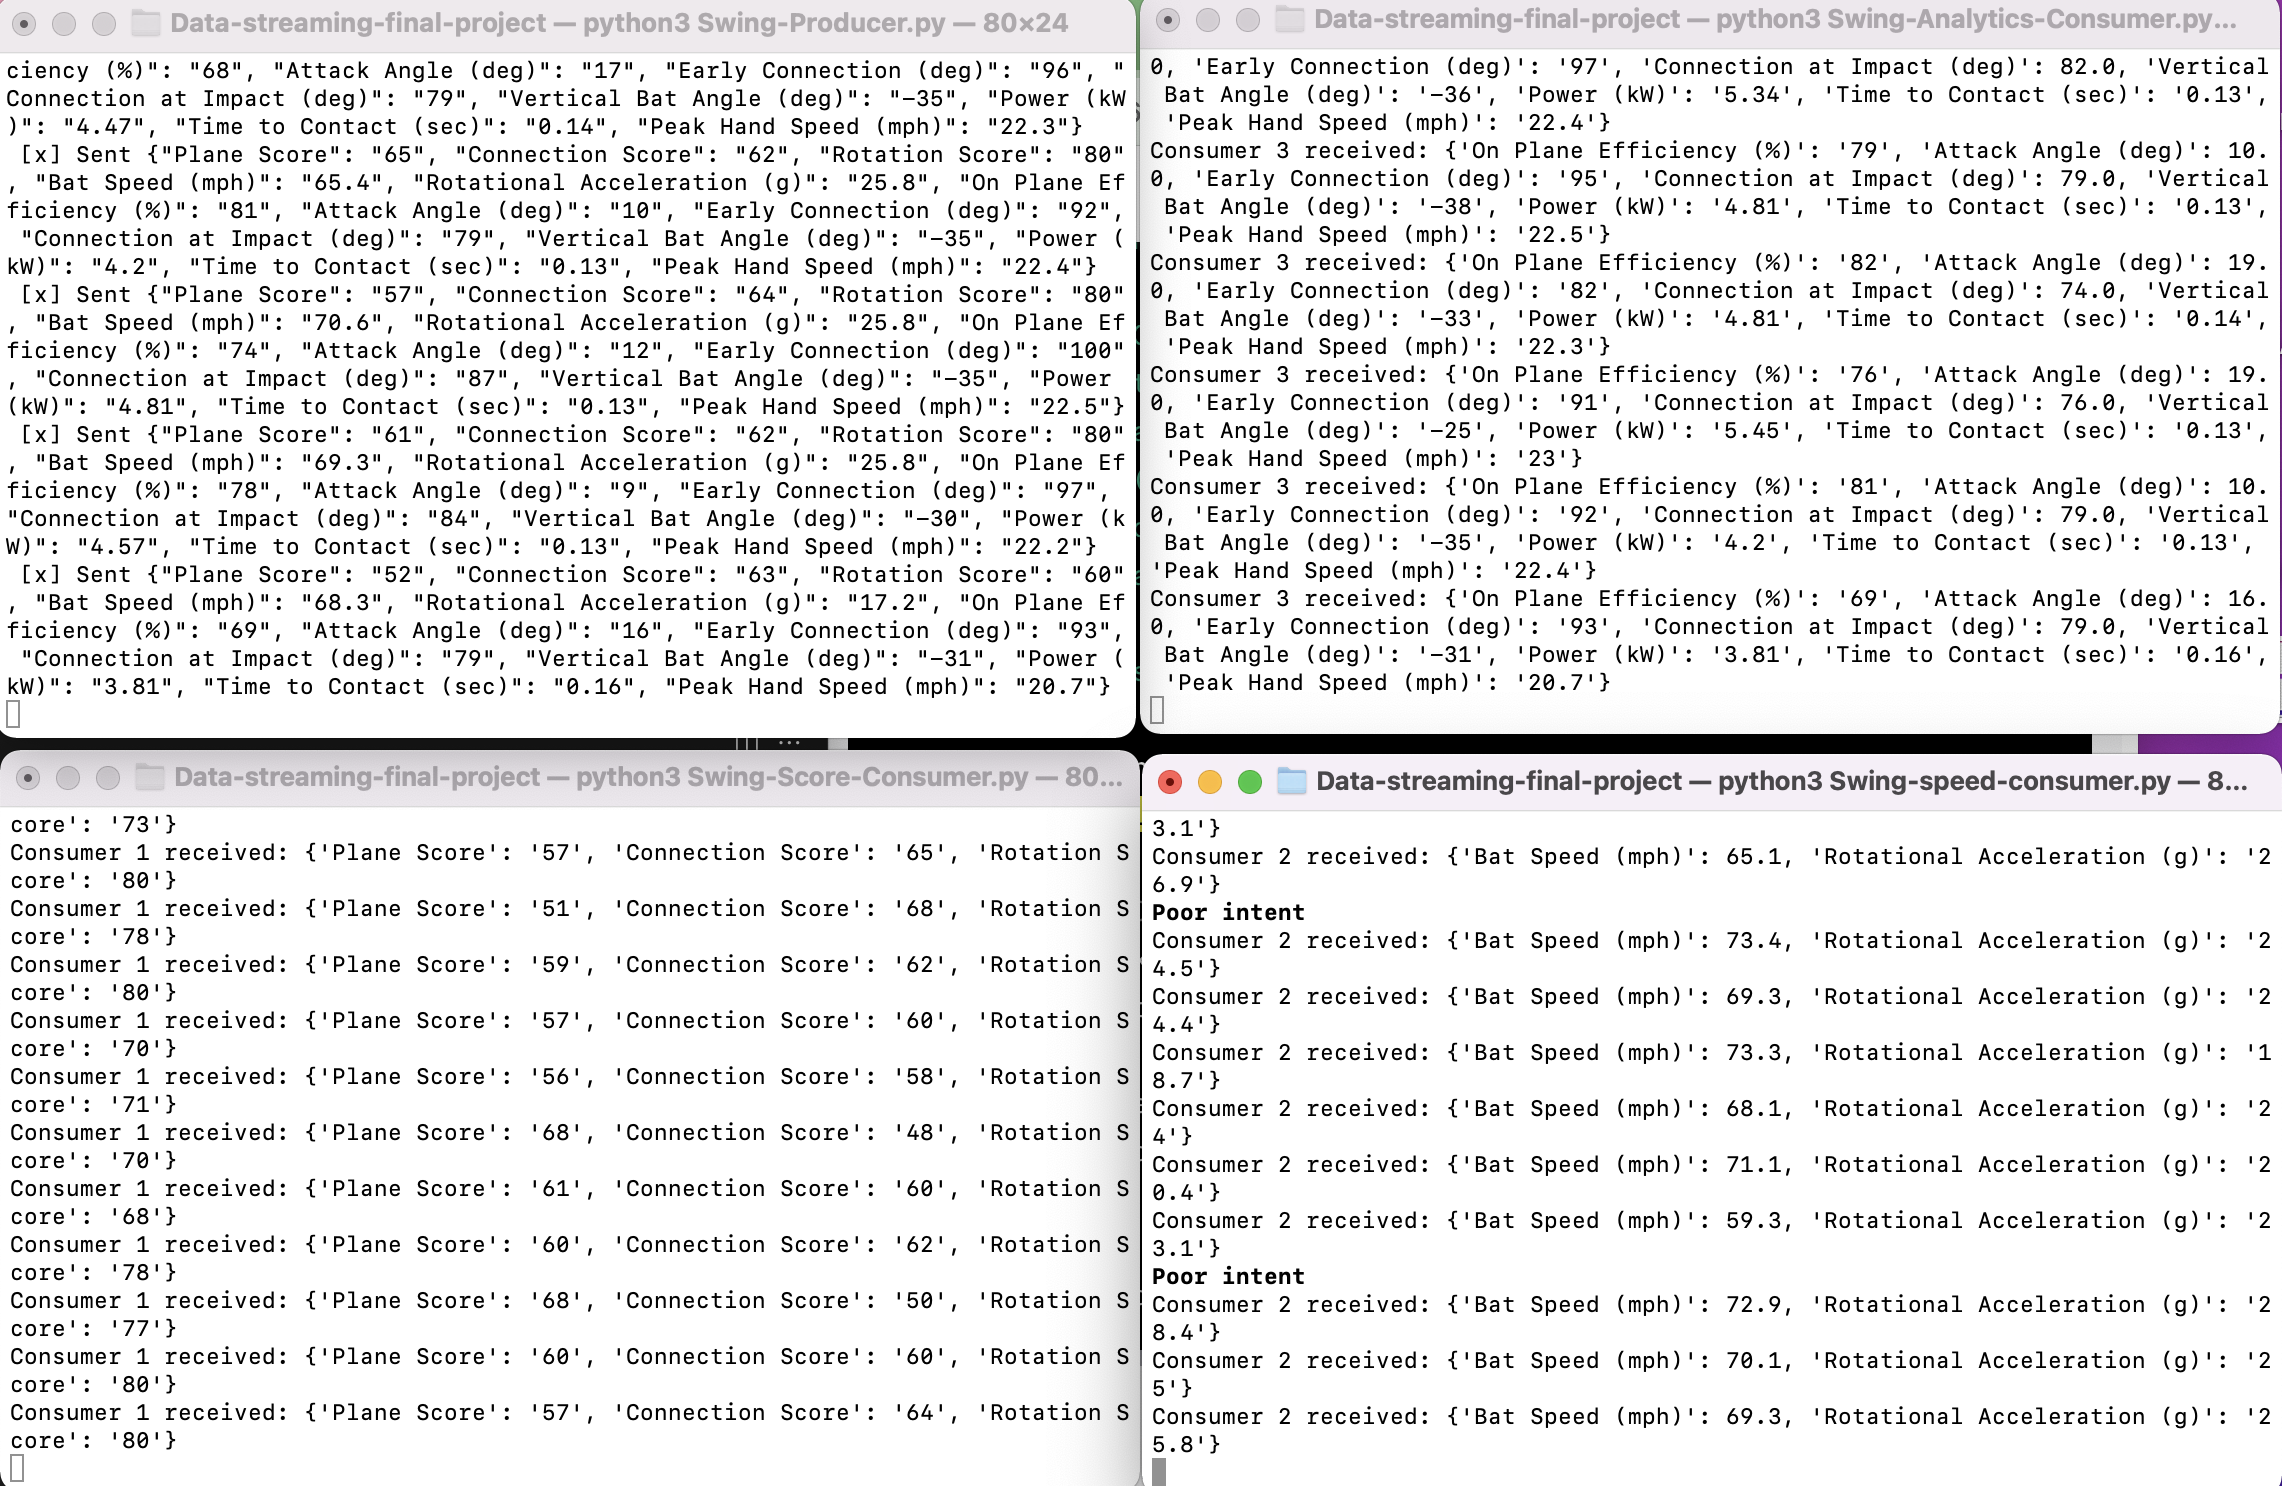 Data-streaming-final-project — python3 Swing-Producer.py — 80×24
ciency (%)": "68", "Attack Angle (deg)": "17", "Early Connection (deg)": "96", "
Connection at Impact (deg)": "79", "Vertical Bat Angle (deg)": "-35", "Power (kW
)": "4.47", "Time to Contact (sec)": "0.14", "Peak Hand Speed (mph)": "22.3"}
 [x] Sent {"Plane Score": "65", "Connection Score": "62", "Rotation Score": "80"
, "Bat Speed (mph)": "65.4", "Rotational Acceleration (g)": "25.8", "On Plane Ef
ficiency (%)": "81", "Attack Angle (deg)": "10", "Early Connection (deg)": "92",
 "Connection at Impact (deg)": "79", "Vertical Bat Angle (deg)": "-35", "Power (
kW)": "4.2", "Time to Contact (sec)": "0.13", "Peak Hand Speed (mph)": "22.4"}
 [x] Sent {"Plane Score": "57", "Connection Score": "64", "Rotation Score": "80"
, "Bat Speed (mph)": "70.6", "Rotational Acceleration (g)": "25.8", "On Plane Ef
ficiency (%)": "74", "Attack Angle (deg)": "12", "Early Connection (deg)": "100"
, "Connection at Impact (deg)": "87", "Vertical Bat Angle (deg)": "-35", "Power 
(kW)": "4.81", "Time to Contact (sec)": "0.13", "Peak Hand Speed (mph)": "22.5"}
 [x] Sent {"Plane Score": "61", "Connection Score": "62", "Rotation Score": "80"
, "Bat Speed (mph)": "69.3", "Rotational Acceleration (g)": "25.8", "On Plane Ef
ficiency (%)": "78", "Attack Angle (deg)": "9", "Early Connection (deg)": "97", 
"Connection at Impact (deg)": "84", "Vertical Bat Angle (deg)": "-30", "Power (k
W)": "4.57", "Time to Contact (sec)": "0.13", "Peak Hand Speed (mph)": "22.2"}
 [x] Sent {"Plane Score": "52", "Connection Score": "63", "Rotation Score": "60"
, "Bat Speed (mph)": "68.3", "Rotational Acceleration (g)": "17.2", "On Plane Ef
ficiency (%)": "69", "Attack Angle (deg)": "16", "Early Connection (deg)": "93",
 "Connection at Impact (deg)": "79", "Vertical Bat Angle (deg)": "-31", "Power (
kW)": "3.81", "Time to Contact (sec)": "0.16", "Peak Hand Speed (mph)": "20.7"}
Data-streaming-final-project — python3 Swing-Analytics-Consumer.py...
0, 'Early Connection (deg)': '97', 'Connection at Impact (deg)': 82.0, 'Vertical
 Bat Angle (deg)': '-36', 'Power (kW)': '5.34', 'Time to Contact (sec)': '0.13',
 'Peak Hand Speed (mph)': '22.4'}
Consumer 3 received: {'On Plane Efficiency (%)': '79', 'Attack Angle (deg)': 10.
0, 'Early Connection (deg)': '95', 'Connection at Impact (deg)': 79.0, 'Vertical
 Bat Angle (deg)': '-38', 'Power (kW)': '4.81', 'Time to Contact (sec)': '0.13',
 'Peak Hand Speed (mph)': '22.5'}
Consumer 3 received: {'On Plane Efficiency (%)': '82', 'Attack Angle (deg)': 19.
0, 'Early Connection (deg)': '82', 'Connection at Impact (deg)': 74.0, 'Vertical
 Bat Angle (deg)': '-33', 'Power (kW)': '4.81', 'Time to Contact (sec)': '0.14',
 'Peak Hand Speed (mph)': '22.3'}
Consumer 3 received: {'On Plane Efficiency (%)': '76', 'Attack Angle (deg)': 19.
0, 'Early Connection (deg)': '91', 'Connection at Impact (deg)': 76.0, 'Vertical
 Bat Angle (deg)': '-25', 'Power (kW)': '5.45', 'Time to Contact (sec)': '0.13',
 'Peak Hand Speed (mph)': '23'}
Consumer 3 received: {'On Plane Efficiency (%)': '81', 'Attack Angle (deg)': 10.
0, 'Early Connection (deg)': '92', 'Connection at Impact (deg)': 79.0, 'Vertical
 Bat Angle (deg)': '-35', 'Power (kW)': '4.2', 'Time to Contact (sec)': '0.13', 
'Peak Hand Speed (mph)': '22.4'}
Consumer 3 received: {'On Plane Efficiency (%)': '69', 'Attack Angle (deg)': 16.
0, 'Early Connection (deg)': '93', 'Connection at Impact (deg)': 79.0, 'Vertical
 Bat Angle (deg)': '-31', 'Power (kW)': '3.81', 'Time to Contact (sec)': '0.16',
 'Peak Hand Speed (mph)': '20.7'}
Data-streaming-final-project — python3 Swing-Score-Consumer.py — 80...
core': '73'}
Consumer 1 received: {'Plane Score': '57', 'Connection Score': '65', 'Rotation S
core': '80'}
Consumer 1 received: {'Plane Score': '51', 'Connection Score': '68', 'Rotation S
core': '78'}
Consumer 1 received: {'Plane Score': '59', 'Connection Score': '62', 'Rotation S
core': '80'}
Consumer 1 received: {'Plane Score': '57', 'Connection Score': '60', 'Rotation S
core': '70'}
Consumer 1 received: {'Plane Score': '56', 'Connection Score': '58', 'Rotation S
core': '71'}
Consumer 1 received: {'Plane Score': '68', 'Connection Score': '48', 'Rotation S
core': '70'}
Consumer 1 received: {'Plane Score': '61', 'Connection Score': '60', 'Rotation S
core': '68'}
Consumer 1 received: {'Plane Score': '60', 'Connection Score': '62', 'Rotation S
core': '78'}
Consumer 1 received: {'Plane Score': '68', 'Connection Score': '50', 'Rotation S
core': '77'}
Consumer 1 received: {'Plane Score': '60', 'Connection Score': '60', 'Rotation S
core': '80'}
Consumer 1 received: {'Plane Score': '57', 'Connection Score': '64', 'Rotation S
core': '80'}
Data-streaming-final-project — python3 Swing-speed-consumer.py — 8...
3.1'}
Consumer 2 received: {'Bat Speed (mph)': 65.1, 'Rotational Acceleration (g)': '2
6.9'}
Poor intent
Consumer 2 received: {'Bat Speed (mph)': 73.4, 'Rotational Acceleration (g)': '2
4.5'}
Consumer 2 received: {'Bat Speed (mph)': 69.3, 'Rotational Acceleration (g)': '2
4.4'}
Consumer 2 received: {'Bat Speed (mph)': 73.3, 'Rotational Acceleration (g)': '1
8.7'}
Consumer 2 received: {'Bat Speed (mph)': 68.1, 'Rotational Acceleration (g)': '2
4'}
Consumer 2 received: {'Bat Speed (mph)': 71.1, 'Rotational Acceleration (g)': '2
0.4'}
Consumer 2 received: {'Bat Speed (mph)': 59.3, 'Rotational Acceleration (g)': '2
3.1'}
Poor intent
Consumer 2 received: {'Bat Speed (mph)': 72.9, 'Rotational Acceleration (g)': '2
8.4'}
Consumer 2 received: {'Bat Speed (mph)': 70.1, 'Rotational Acceleration (g)': '2
5'}
Consumer 2 received: {'Bat Speed (mph)': 69.3, 'Rotational Acceleration (g)': '2
5.8'}